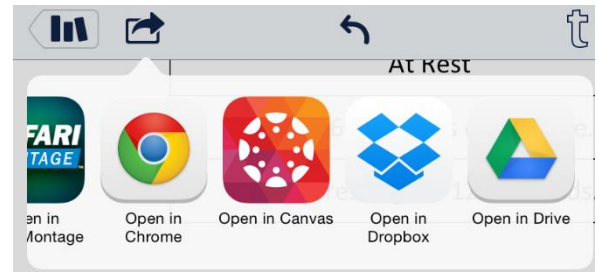 t
At Rest
FARI
TAGE
en in
Montage
Open in
Chrome
Open in Canvas
Open in
Dropbox
Open in Drive